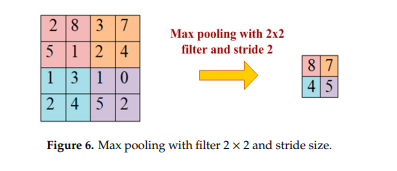 2 8 3 7
5 1 2 4
1 3 1 0
2 4 5 2
Max pooling with 2x2
filter and stride 2
8 7
4 5
Figure 6. Max pooling with filter 2 × 2 and stride size.